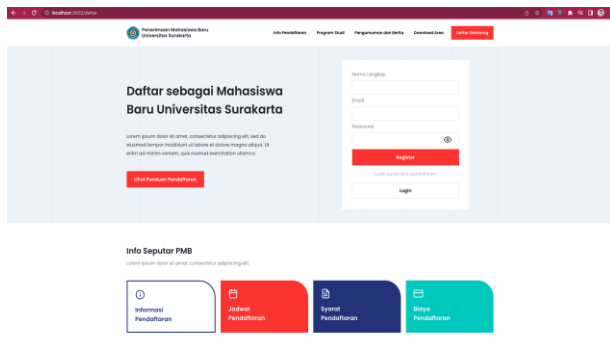 localhost:3002/daftar
Penerimaan Mahasiswa Baru
Universitas Surakarta
Info Pendaftaran
Program Studi
Pengumuman dan Berita
Download Area
Daftar Sekarang
Daftar sebagai Mahasiswa
Baru Universitas Surakarta
Lorem ipsum dolor sit amet, consectetur adipiscing elit, sed do
eiusmod tempor incididunt ut labore et dolore magna aliqua. Ut
enim ad minim veniam, quis nostrud exercitation ullamco
Lihat Panduan Pendaftaran
Nama Lengkap
Email
Password
Register
Sudah punya akun pendaftaran?
Login
Info Seputar PMB
Lorem ipsum dolor sit amet, consectetur adipiscing elit.
Informasi
Pendaftaran
Jadwal
Pendaftaran
Syarat
Pendaftaran
Biaya
Pendaftaran